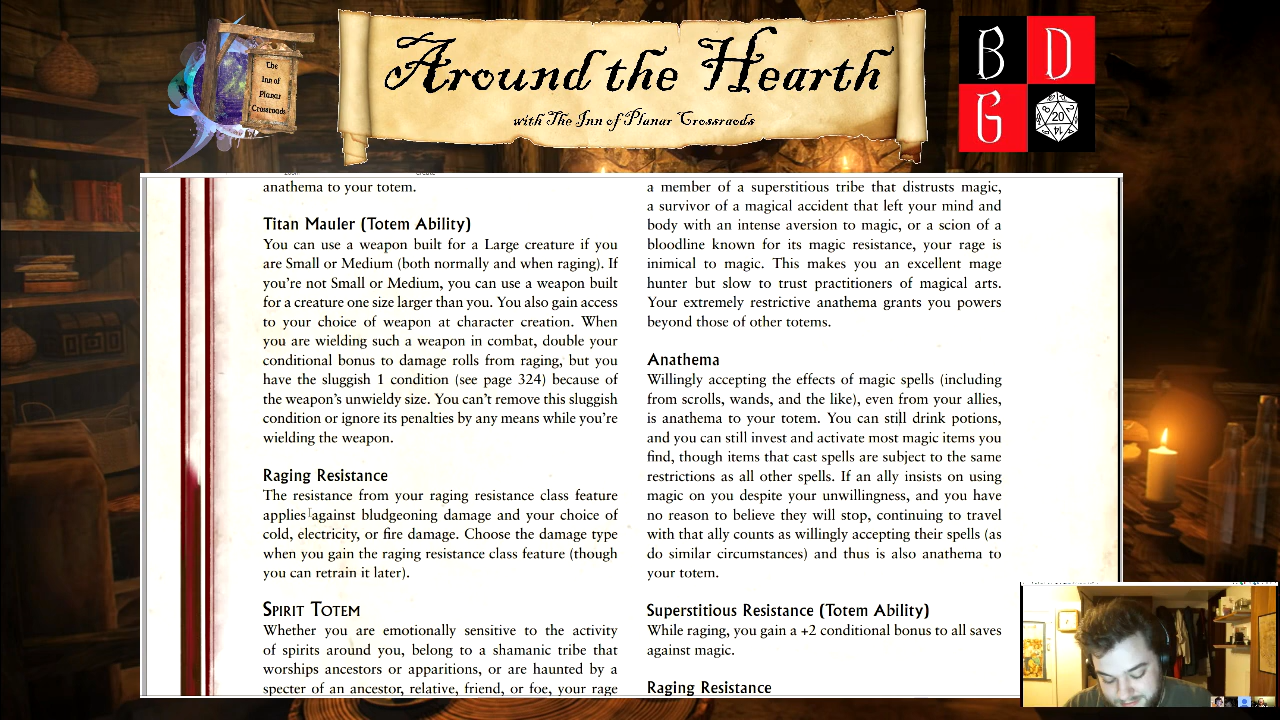 The
Inn of
Planar
Crossroads
Around the Hearth
with The Inn of Planar Crossroads
B D
G 20
anathema to your totem.
Titan Mauler (Totem Ability)
You can use a weapon built for a Large creature if you
are Small or Medium (both normally and when raging). If
you're not Small or Medium, you can use a weapon built
for a creature one size larger than you. You also gain access
to your choice of weapon at character creation. When
you are wielding such a weapon in combat, double your
conditional bonus to damage rolls from raging, but you
have the sluggish 1 condition (see page 324) because of
the weapon's unwieldy size. You can't remove this sluggish
condition or ignore its penalties by any means while you're
wielding the weapon.
Raging Resistance
The resistance from your raging resistance class feature
applies against bludgeoning damage and your choice of
cold, electricity, or fire damage. Choose the damage type
when you gain the raging resistance class feature (though
you can retrain it later).
SPIRIT TOTEM
Whether you are emotionally sensitive to the activity
of spirits around you, belong to a shamanic tribe that
worships ancestors or apparitions, or are haunted by a
specter of an ancestor, relative, friend, or foe, your rage
a member of a superstitious tribe that distrusts magic,
a survivor of a magical accident that left your mind and
body with an intense aversion to magic, or a scion of a
bloodline known for its magic resistance, your rage is
inimical to magic. This makes you an excellent mage
hunter but slow to trust practitioners of magical arts.
Your extremely restrictive anathema grants you powers
beyond those of other totems.
Anathema
Willingly accepting the effects of magic spells (including
from scrolls, wands, and the like), even from your allies,
is anathema to your totem. You can still drink potions,
and you can still invest and activate most magic items you
find, though items that cast spells are subject to the same
restrictions as all other spells. If an ally insists on using
magic on you despite your unwillingness, and you have
no reason to believe they will stop, continuing to travel
with that ally counts as willingly accepting their spells (as
do similar circumstances) and thus is also anathema to
your totem.
Superstitious Resistance (Totem Ability)
While raging, you gain a +2 conditional bonus to all saves
against magic.
Raging Resistance